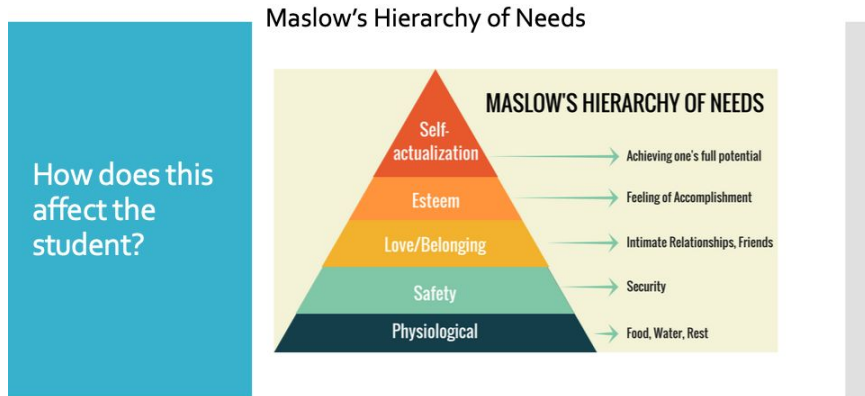 Maslow's Hierarchy of Needs
How does this
affect the
student?
MASLOW'S HIERARCHY OF NEEDS
Self-
actualization
Achieving one's full potential
Esteem
Feeling of Accomplishment
Love/Belonging
Intimate Relationships, Friends
Safety
Security
Physiological
Food, Water, Rest